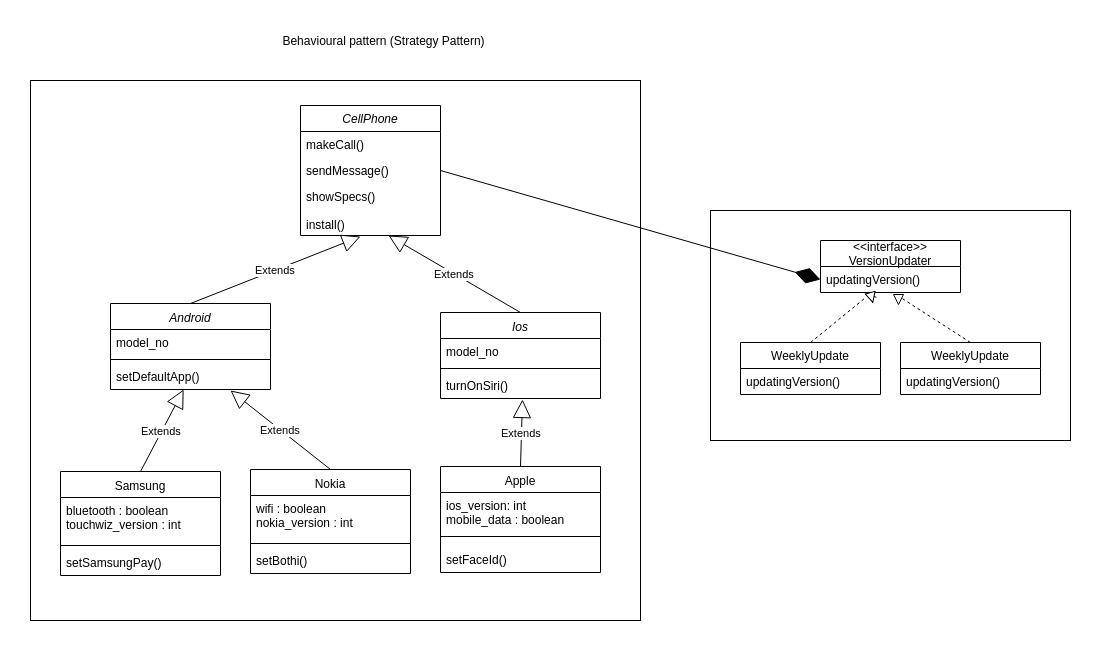 Behavioural pattern (Strategy Pattern)
CellPhone
makeCall()
sendMessage()
showSpecs()
install()
Extends
Extends
Android
model_no
setDefaultApp()
Ios
model_no
turnOnSiri()
Extends
Extends
Extends
Samsung
bluetooth : boolean
touchwiz_version : int
setSamsungPay()
Nokia
wifi : boolean
nokia_version : int
setBothi()
Apple
ios_version: int
mobile_data : boolean
setFaceId()
<<interface>>
VersionUpdater
updatingVersion()
WeeklyUpdate
updatingVersion()
WeeklyUpdate
updatingVersion()